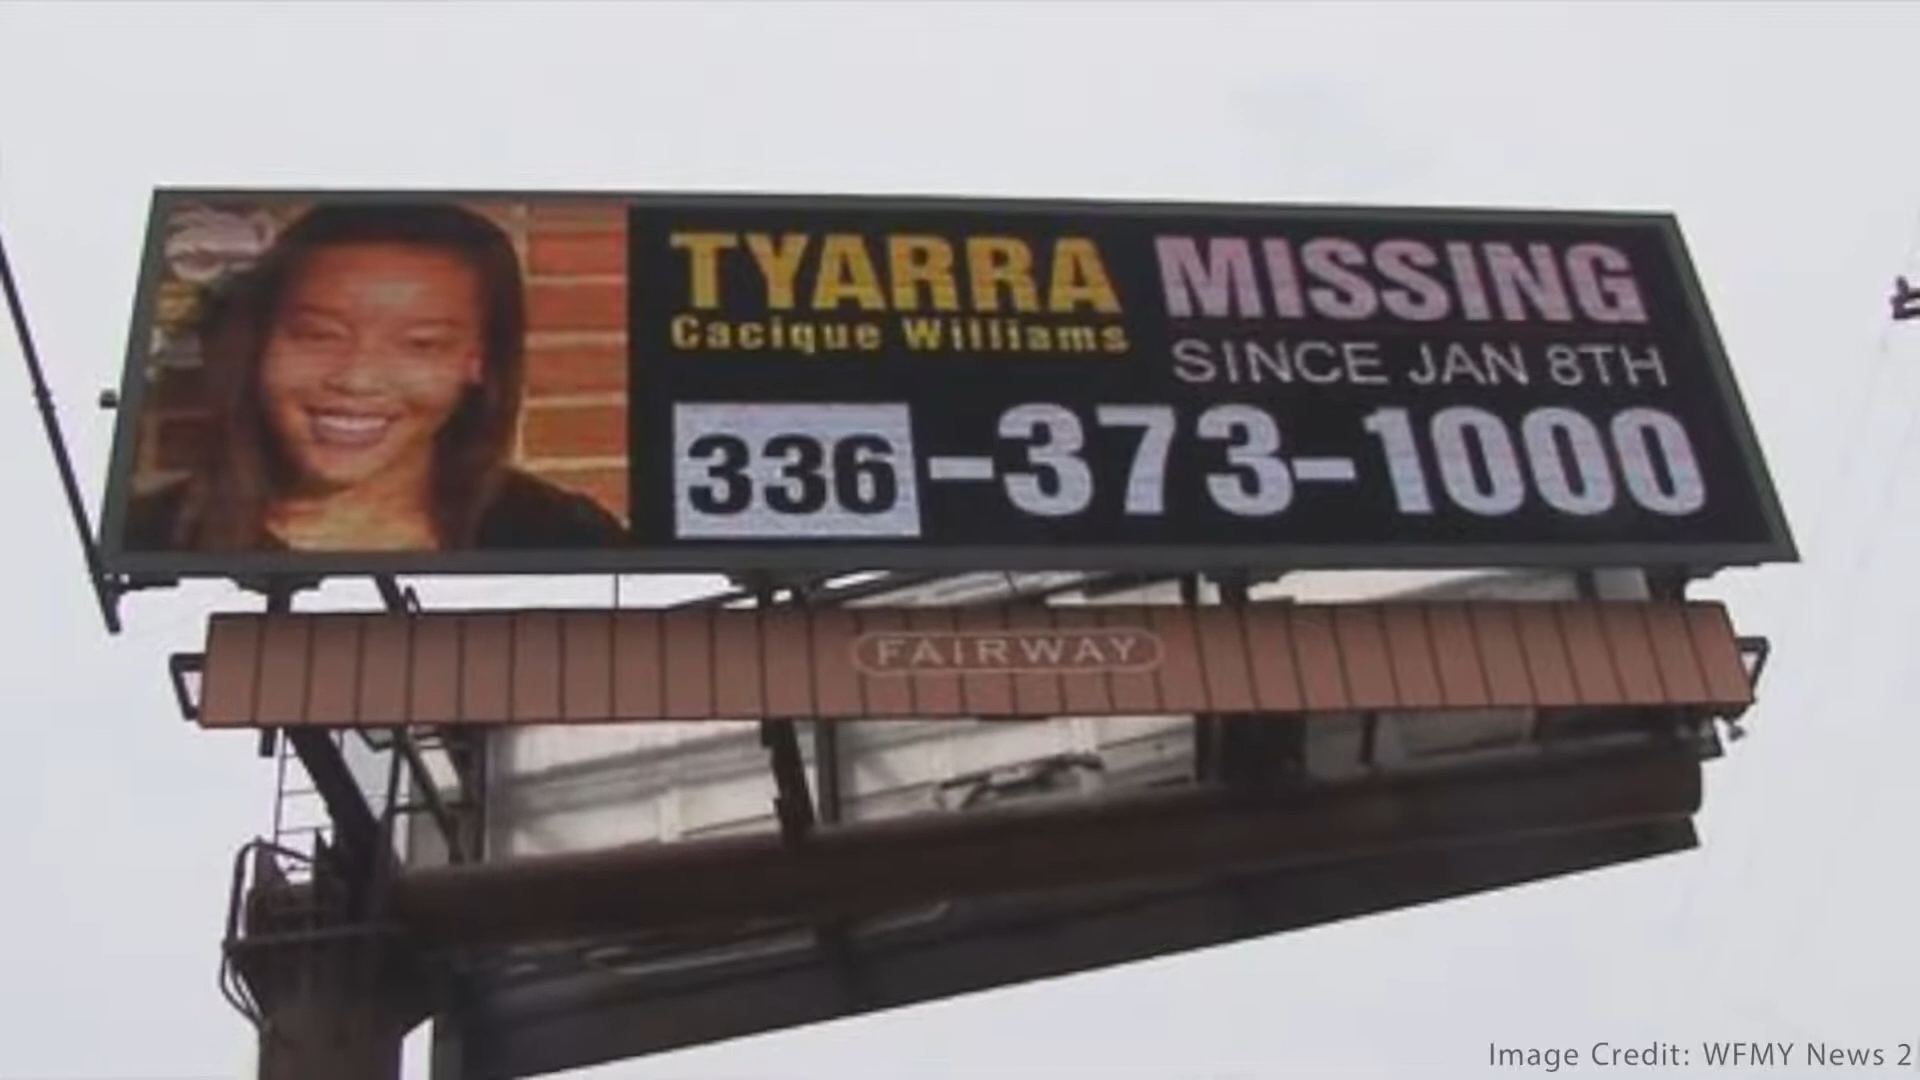 TYARRA
Cacique Williams
MISSING
SINCE JAN 8TH
336-373-1000
FAIRWAY
Image Credit: WFMY News 2